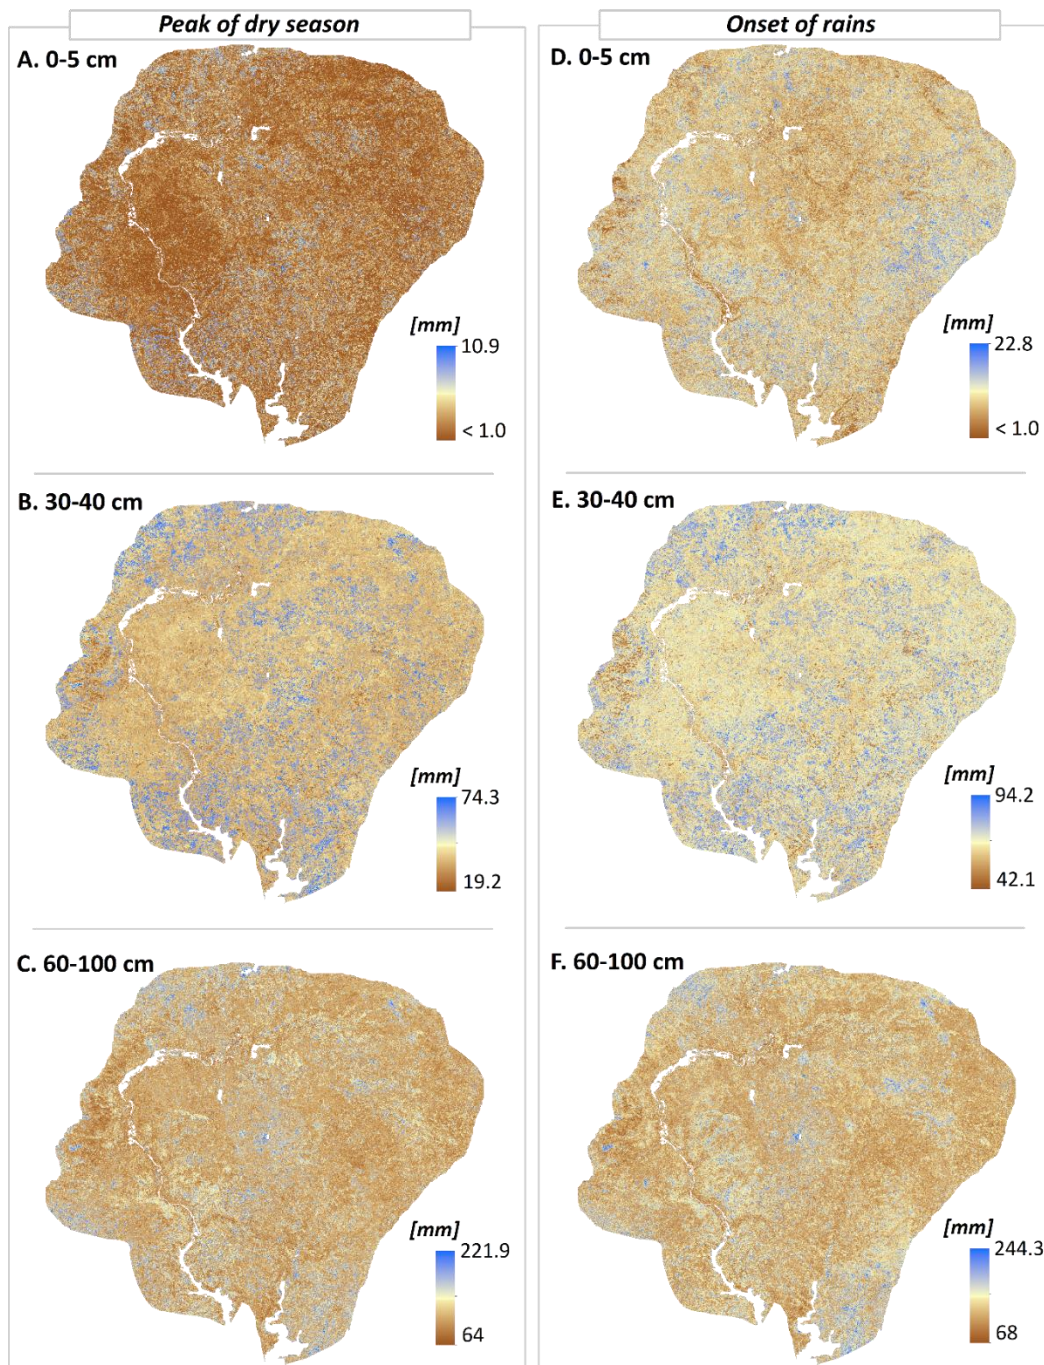 Peak of dry season
A. 0-5 cm
[mm]
10.9
< 1.0
B. 30-40 cm
[mm]
74.3
19.2
C. 60-100 cm
[mm]
221.9
64
Onset of rains
D. 0-5 cm
[mm]
22.8
< 1.0
E. 30-40 cm
[mm]
94.2
42.1
F. 60-100 cm
[mm]
244.3
68